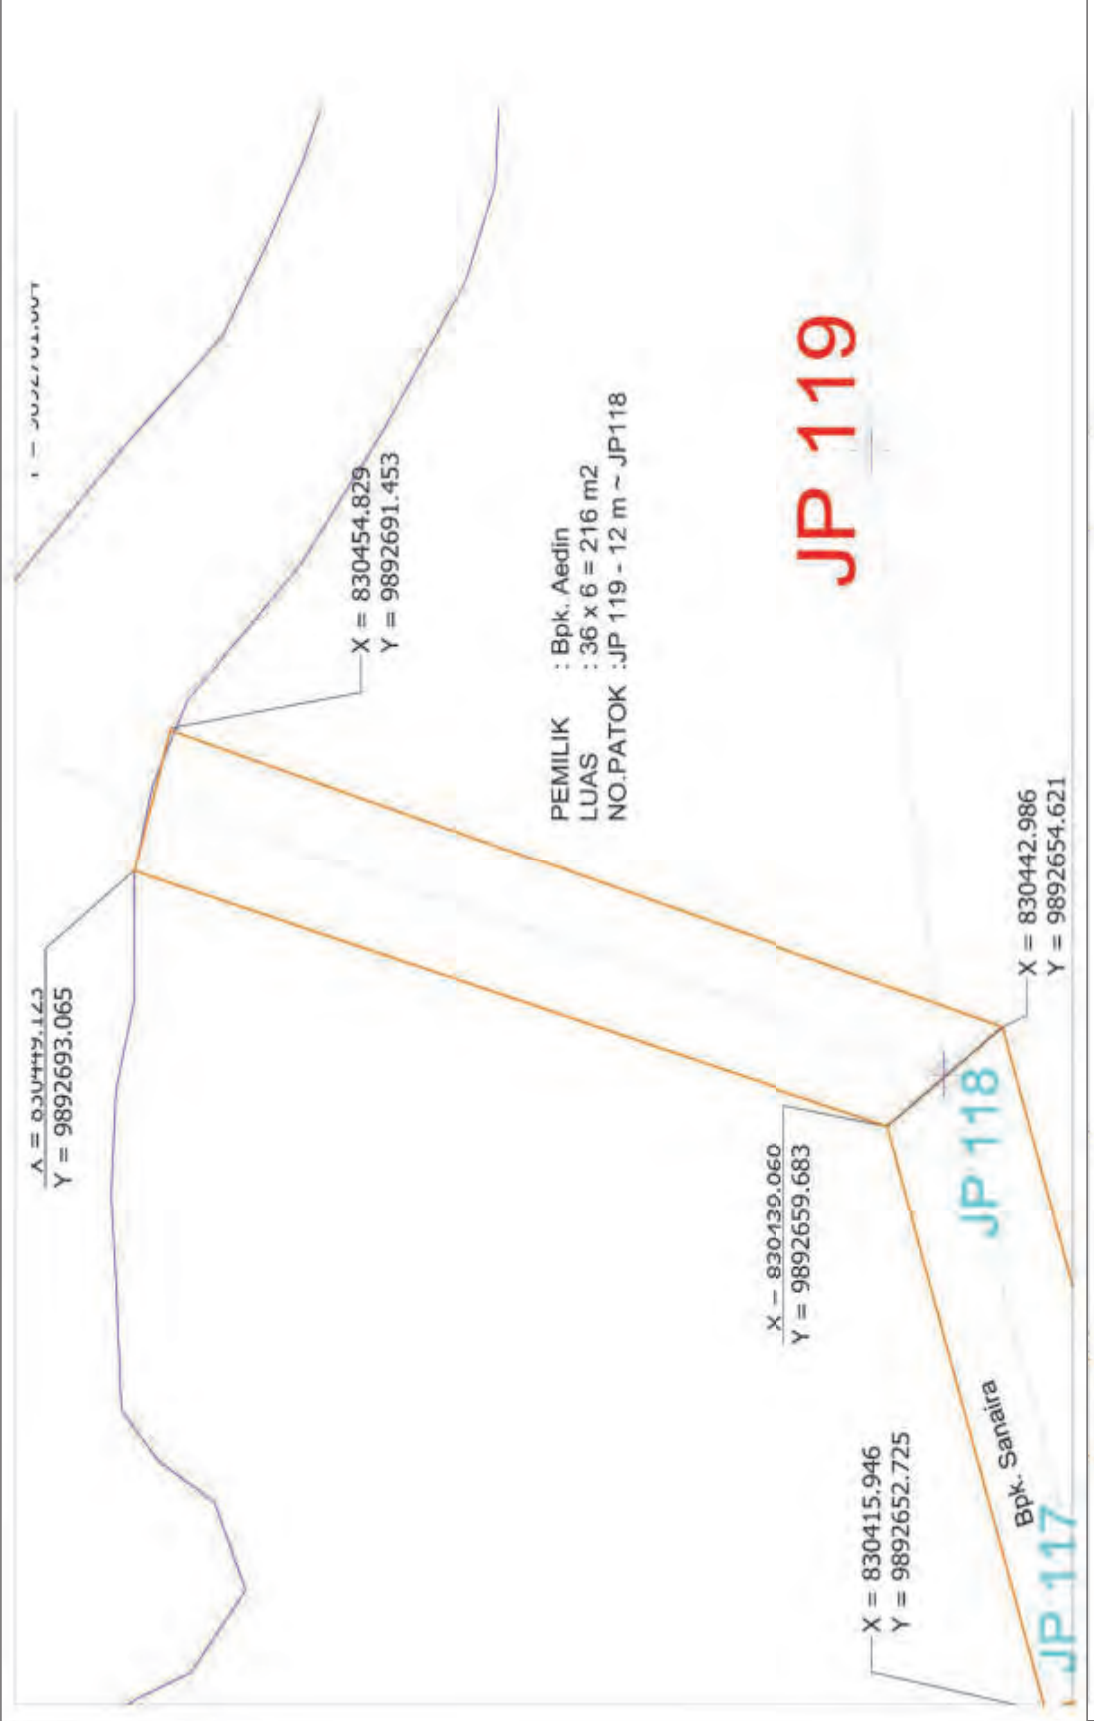 Y = 9892693.065
X = 830454.829
Y = 9892691.453
PEMILIK : Bpk. Aedin
LUAS : 36 x 6 = 216 m2
NO.PATOK :JP 119 - 12 m ~ JP118
JP 119
X = 830439.060
Y = 9892659.683
X = 830442.986
Y = 9892654.621
JP 118
X = 830415.946
Y = 9892652.725
Bpk. Sanaira
JP 117